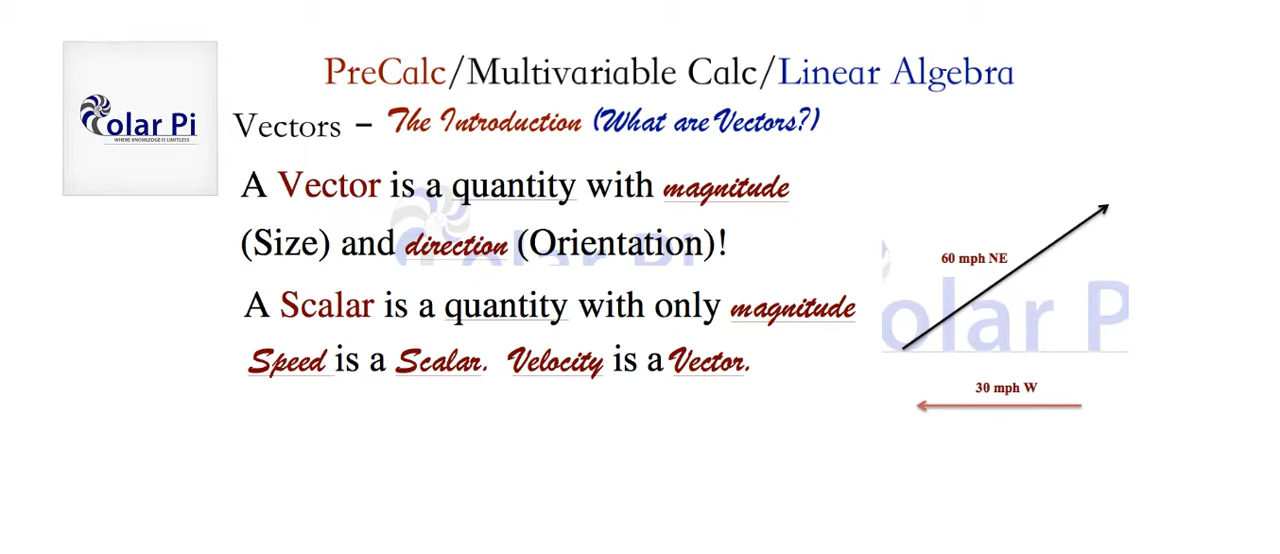 PreCalc/Multivariable Calc/Linear Algebra
olar Pi
WHERE KNOWLEDGE IS LIMITLESS
Vectors – The Introduction (What are Vectors?)
A Vector is a quantity with magnitude
(Size) and direction (Orientation)!
A Scalar is a quantity with only magnitude
Speed is a Scalar. Velocity is a Vector.
60 mph NE
olar P
30 mph W